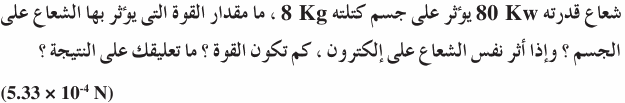 شعاع قدرته 80 Kw يؤثر على جسم كتلته 8 Kg ، ما مقدار القوة التى يؤثر بها الشعاع على
الجسم ؟ وإذا أثر نفس الشعاع على إلكترون ، كم تكون القوة ؟ ما تعليقك على النتيجة ؟
(5.33 × 10⁻⁴ N)